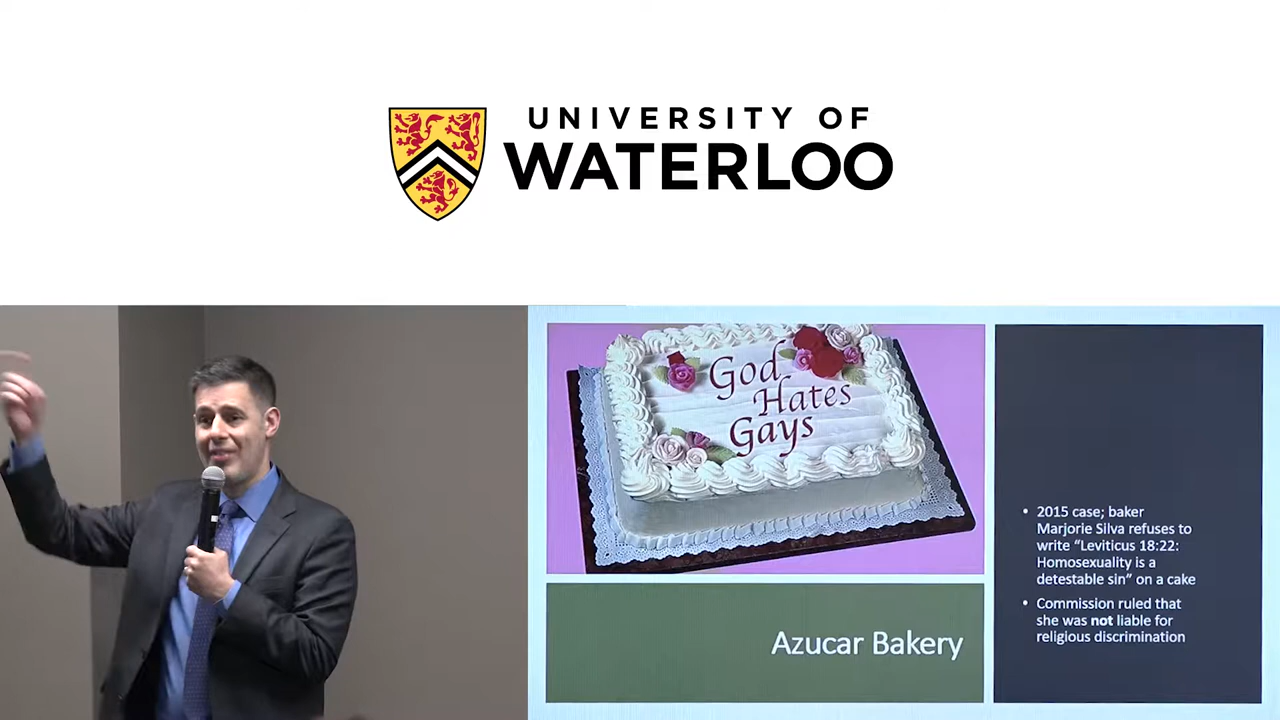 UNIVERSITY OF
WATERLOO
God
Hates
Gays
Azucar Bakery
• 2015 case; baker
Marjorie Silva refuses to
write “Leviticus 18:22:
Homosexuality is a
detestable sin” on a cake
• Commission ruled that
she was not liable for
religious discrimination